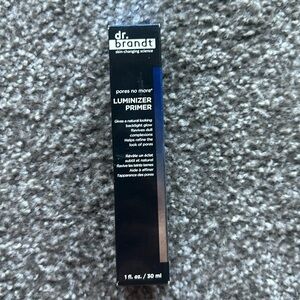 dr.
brandt
skin-changing science
pores no more®
LUMINIZER
PRIMER
Gives a natural looking
backlight glow
Revives dull
complexions
Helps refine the
look of pores
Révèle un éclat
subtil et naturel
Ravive les teints ternes
Aide à affiner
l'apparence des pores
1 fl. oz. / 30 ml